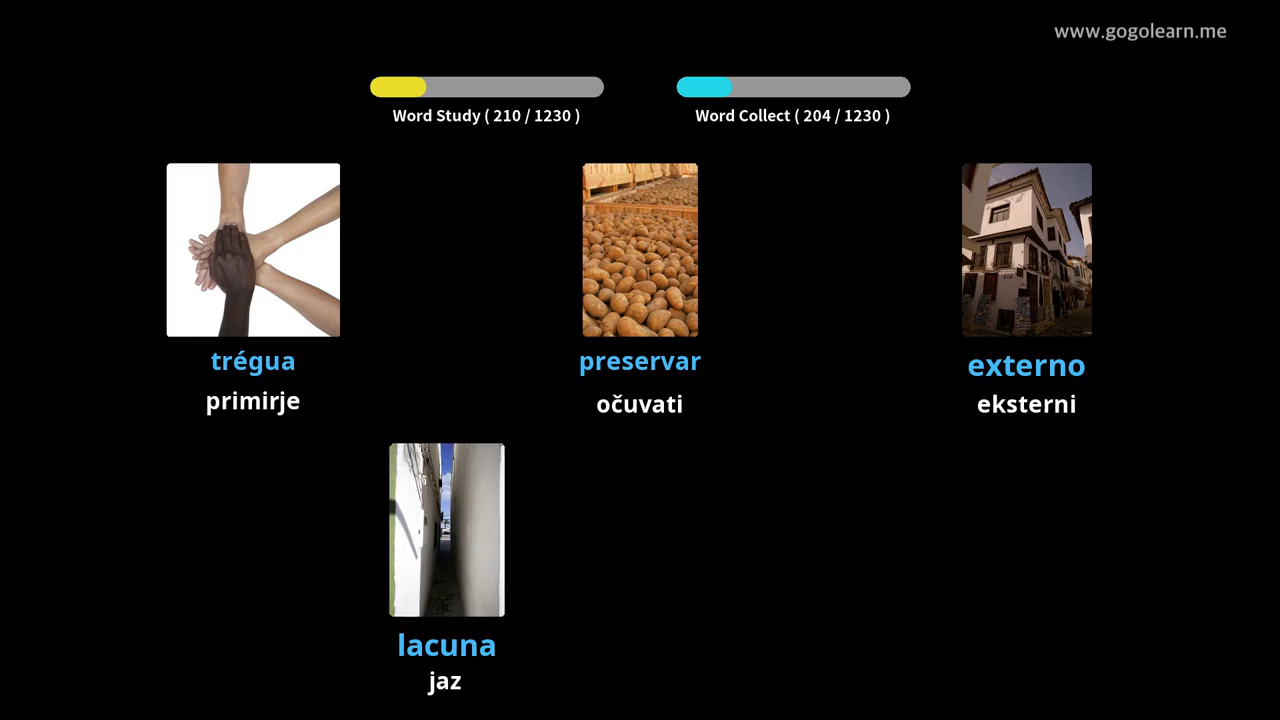 www.gogolearn.me
Word Study ( 210 / 1230 )
Word Collect ( 204 / 1230 )
trégua
primirje
preservar
očuvati
externo
eksterni
lacuna
jaz